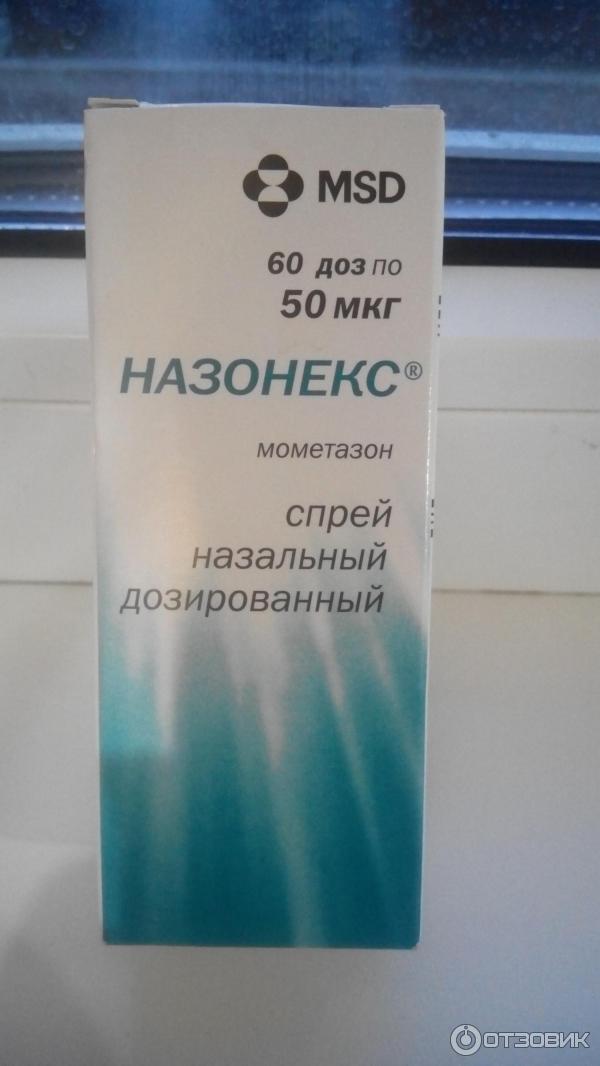 MSD
60 доз по
50 мкг
НАЗОНЕКС®
мометазон
спрей
назальный
дозированный
ОТЗОВИК